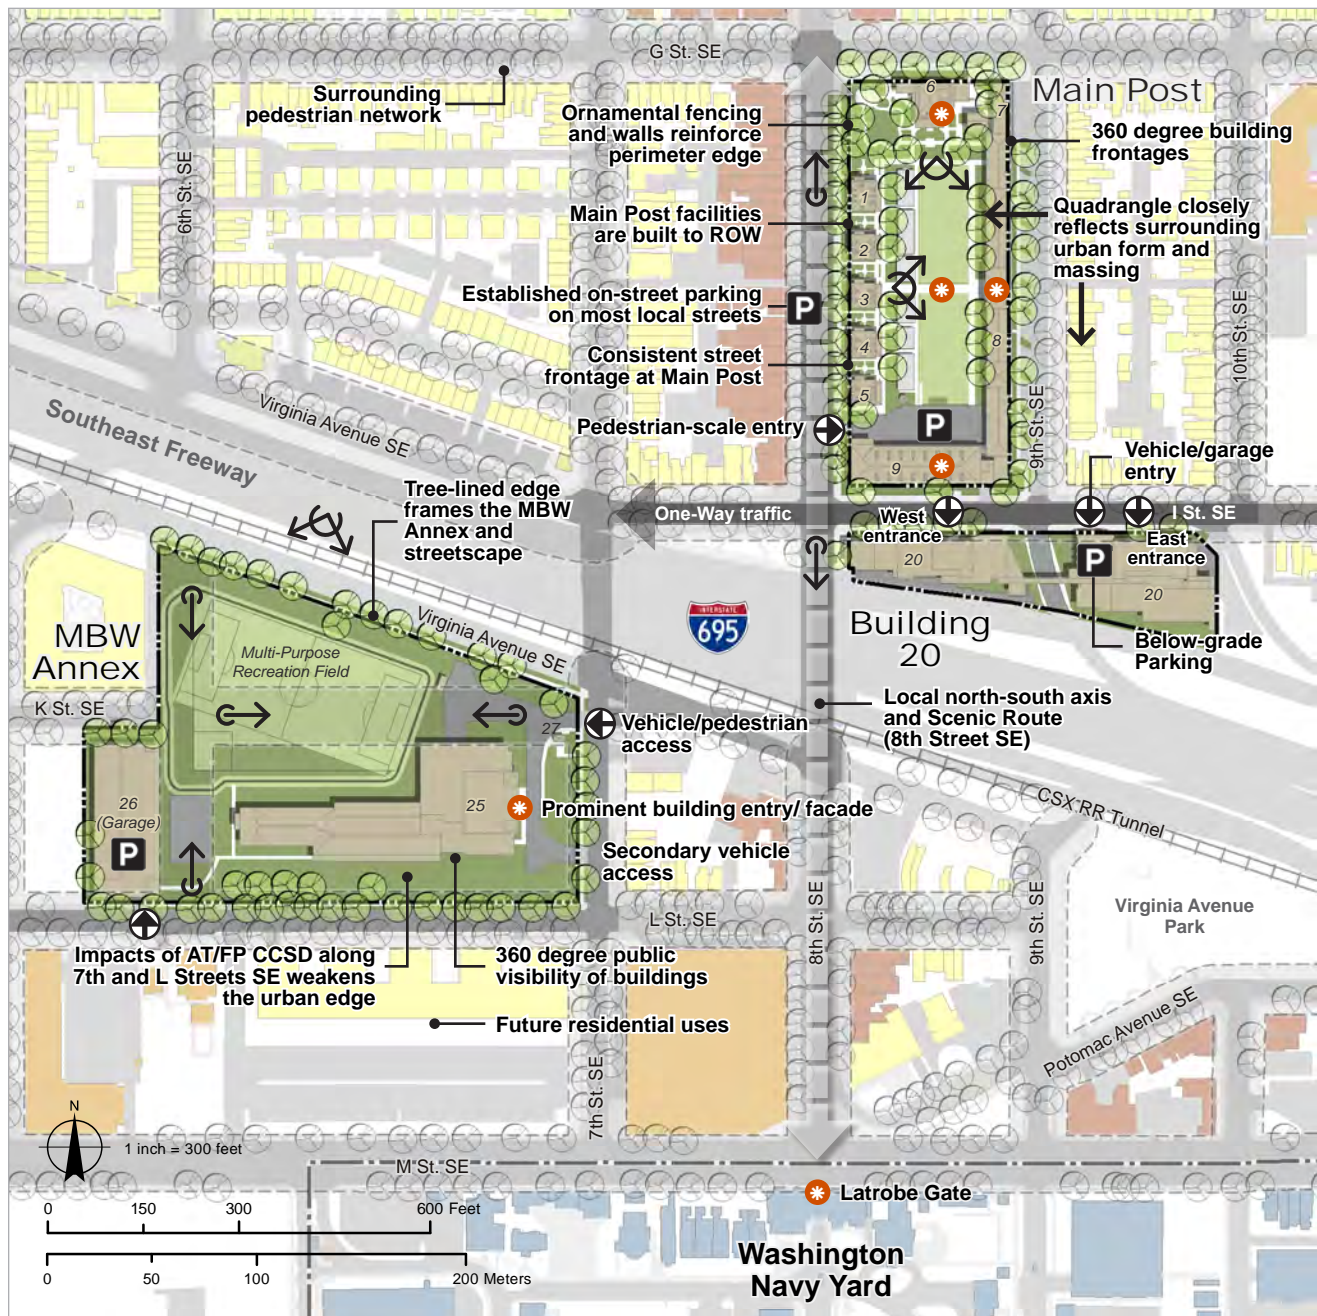 G St. SE
Surrounding
pedestrian network
Ornamental fencing
and walls reinforce
perimeter edge
6
Main Post
7
360 degree building
frontages
6th St. SE
1
Main Post facilities
are built to ROW
2
Quadrangle closely
reflects surrounding
urban form and
massing
Established on-street parking
on most local streets
P
3
8
10th St. SE
Consistent street
frontage at Main Post
4
5
Virginia Avenue SE
Southeast Freeway
Pedestrian-scale entry
P
9
9th St. SE
Vehicle/garage
entry
Tree-lined edge
frames the MBW
Annex and
streetscape
One-Way traffic
West
entrance
I St. SE
East
entrance
20
P
20
INTERSTATE
695
Building
20
Below-grade
Parking
MBW
Annex
Multi-Purpose
Recreation Field
Virginia Avenue SE
K St. SE
27
Vehicle/pedestrian
access
Local north-south axis
and Scenic Route
(8th Street SE)
26
(Garage)
P
25
Prominent building entry/ facade
CSX RR Tunnel
Secondary vehicle
access
L St. SE
8th St. SE
9th St. SE
Virginia Avenue
Park
Impacts of AT/FP CCSD along
7th and L Streets SE weakens
the urban edge
360 degree public
visibility of buildings
Future residential uses
Potomac Avenue SE
7th St. SE
N
1 inch = 300 feet
M St. SE
Latrobe Gate
0 150 300 600 Feet
0 50 100 200 Meters
Washington
Navy Yard